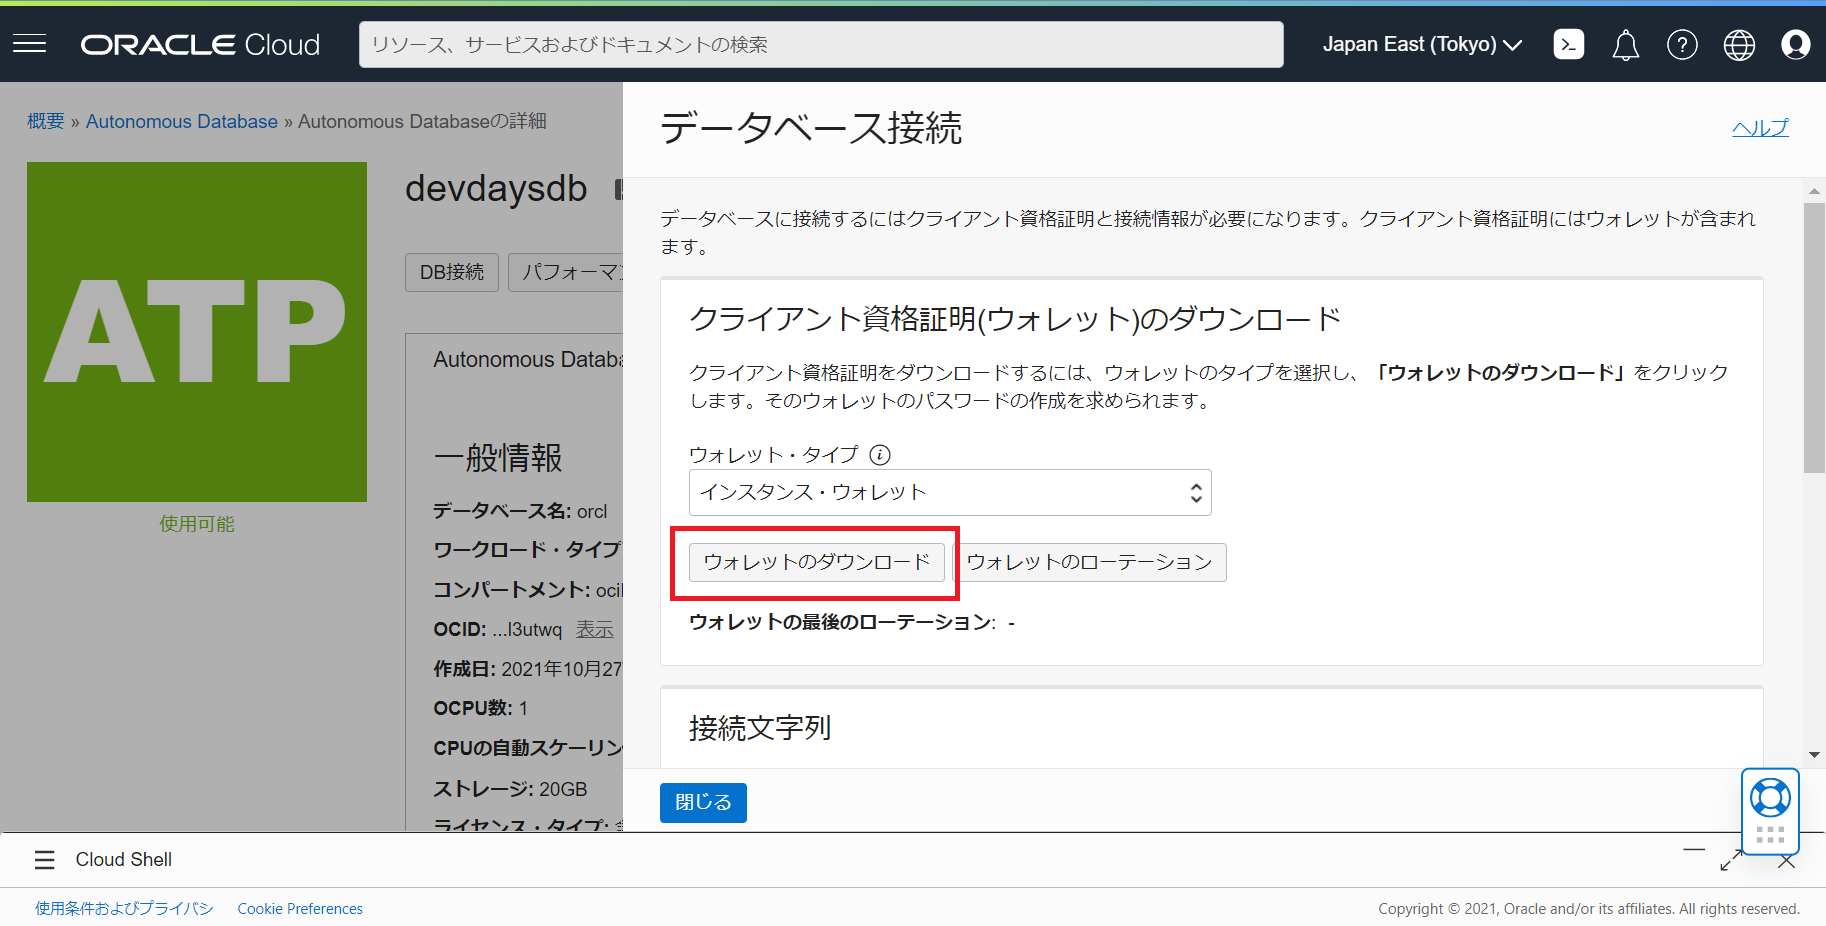 ORACLE Cloud
リソース、サービスおよびドキュメントの検索
Japan East (Tokyo)
概要 » Autonomous Database » Autonomous Databaseの詳細
ATP
使用可能
devdaysdb
DB接続
パフォーマ
Autonomous Databa
一般情報
データベース名: orcl
ワークロード・タイプ
コンパートメント: oci
OCID: ...l3utwq 表示
作成日: 2021年10月27
OCPU数: 1
CPUの自動スケーリン
ストレージ: 20GB
ライセンス・タイプ:
データベース接続
ヘルプ
データベースに接続するにはクライアント資格証明と接続情報が必要になります。クライアント資格証明にはウォレットが含まれ
ます。
クライアント資格証明(ウォレット)のダウンロード
クライアント資格証明をダウンロードするには、ウォレットのタイプを選択し、「ウォレットのダウンロード」をクリック
します。そのウォレットのパスワードの作成を求められます。
ウォレット・タイプ
インスタンス・ウォレット
ウォレットのダウンロード
ウォレットのローテーション
ウォレットの最後のローテーション: -
接続文字列
閉じる
Cloud Shell
使用条件およびプライバシ
Cookie Preferences
Copyright © 2021, Oracle and/or its affiliates. All rights reserved.